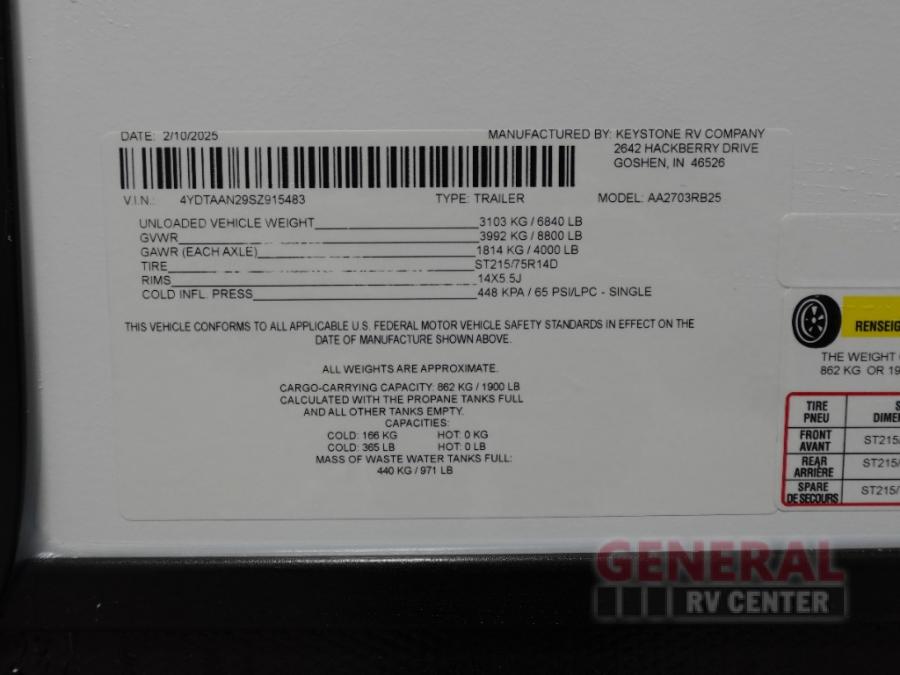 DATE: 2/10/2025 MANUFACTURED BY: KEYSTONE RV COMPANY
2642 HACKBERRY DRIVE
GOSHEN, IN 46526
V.I.N.: 4YDTAAN29SZ915483 TYPE: TRAILER MODEL: AA2703RB25
UNLOADED VEHICLE WEIGHT 3103 KG / 6840 LB
GVWR 3992 KG / 8800 LB
GAWR (EACH AXLE) 1814 KG / 4000 LB
TIRE ST215/75R14D
RIMS 14X5.5J
COLD INFL. PRESS 448 KPA / 65 PSI/LPC - SINGLE
THIS VEHICLE CONFORMS TO ALL APPLICABLE U.S. FEDERAL MOTOR VEHICLE SAFETY STANDARDS IN EFFECT ON THE
DATE OF MANUFACTURE SHOWN ABOVE.
ALL WEIGHTS ARE APPROXIMATE.
CARGO-CARRYING CAPACITY: 862 KG / 1900 LB
CALCULATED WITH THE PROPANE TANKS FULL
AND ALL OTHER TANKS EMPTY.
CAPACITIES:
COLD: 166 KG HOT: 0 KG
COLD: 365 LB HOT: 0 LB
MASS OF WASTE WATER TANKS FULL:
440 KG / 971 LB
RENSEIG
THE WEIGHT
862 KG OR 19
TIRE
PNEU
DIME
FRONT
AVANT
ST215/
REAR
ARRIÈRE
ST215/
SPARE
DE SECOURS
ST215/
GENERAL
RV CENTER